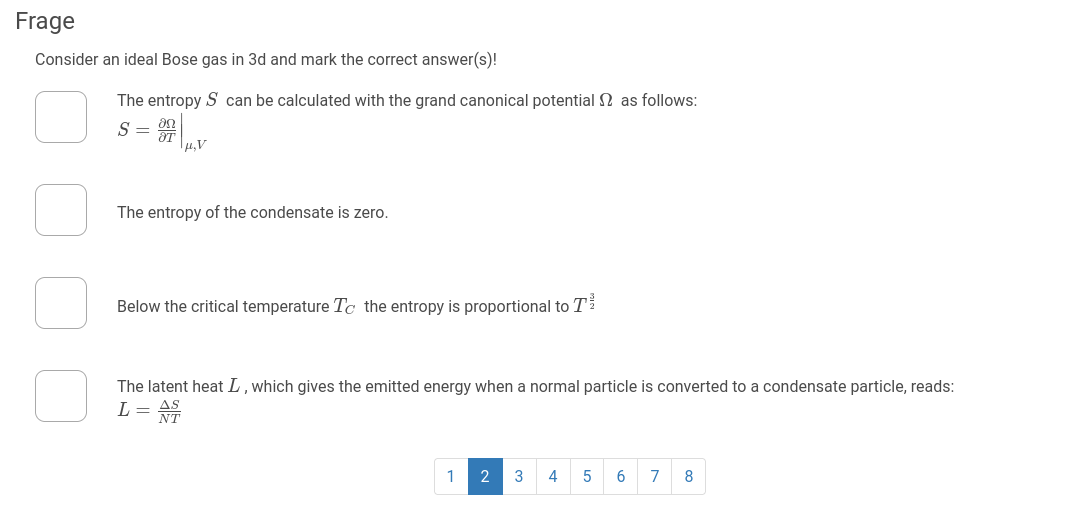 Frage
Consider an ideal Bose gas in 3d and mark the correct answer(s)!
The entropy $S$ can be calculated with the grand canonical potential $\Omega$ as follows:
$S = \frac{\partial \Omega}{\partial T}\Big|_{\mu,V}$
The entropy of the condensate is zero.
Below the critical temperature $T_C$ the entropy is proportional to $T^{\frac{3}{2}}$
The latent heat $L$ , which gives the emitted energy when a normal particle is converted to a condensate particle, reads:
$L = \frac{\Delta S}{NT}$
1 2 3 4 5 6 7 8